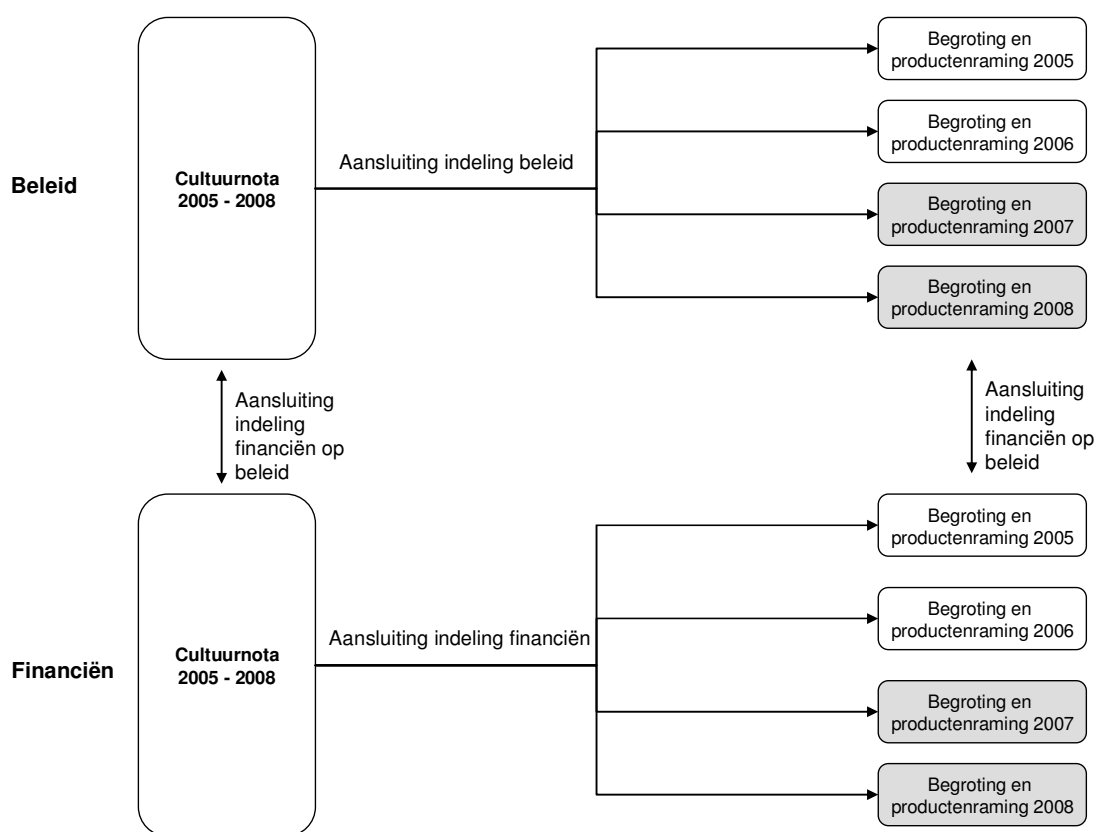 Begroting en
productenraming 2005
Begroting en
productenraming 2006
Aansluiting indeling beleid
Beleid
Cultuurnota
2005 - 2008
Begroting en
productenraming 2007
Begroting en
productenraming 2008
Aansluiting
indeling
financiën op
beleid
Aansluiting
indeling
financiën op
beleid
Begroting en
productenraming 2005
Begroting en
productenraming 2006
Aansluiting indeling financiën
Financiën
Cultuurnota
2005 - 2008
Begroting en
productenraming 2007
Begroting en
productenraming 2008